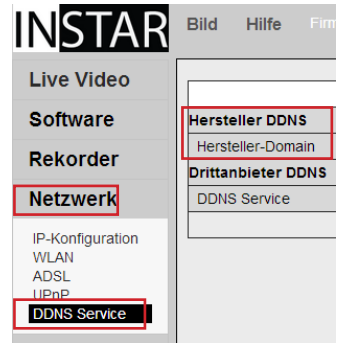 INSTAR
Bild Hilfe Firm
Live Video
Software
Rekorder
Netzwerk
IP-Konfiguration
WLAN
ADSL
UPnP
DDNS Service
Hersteller DDNS
Hersteller-Domain
Drittanbieter DDNS
DDNS Service